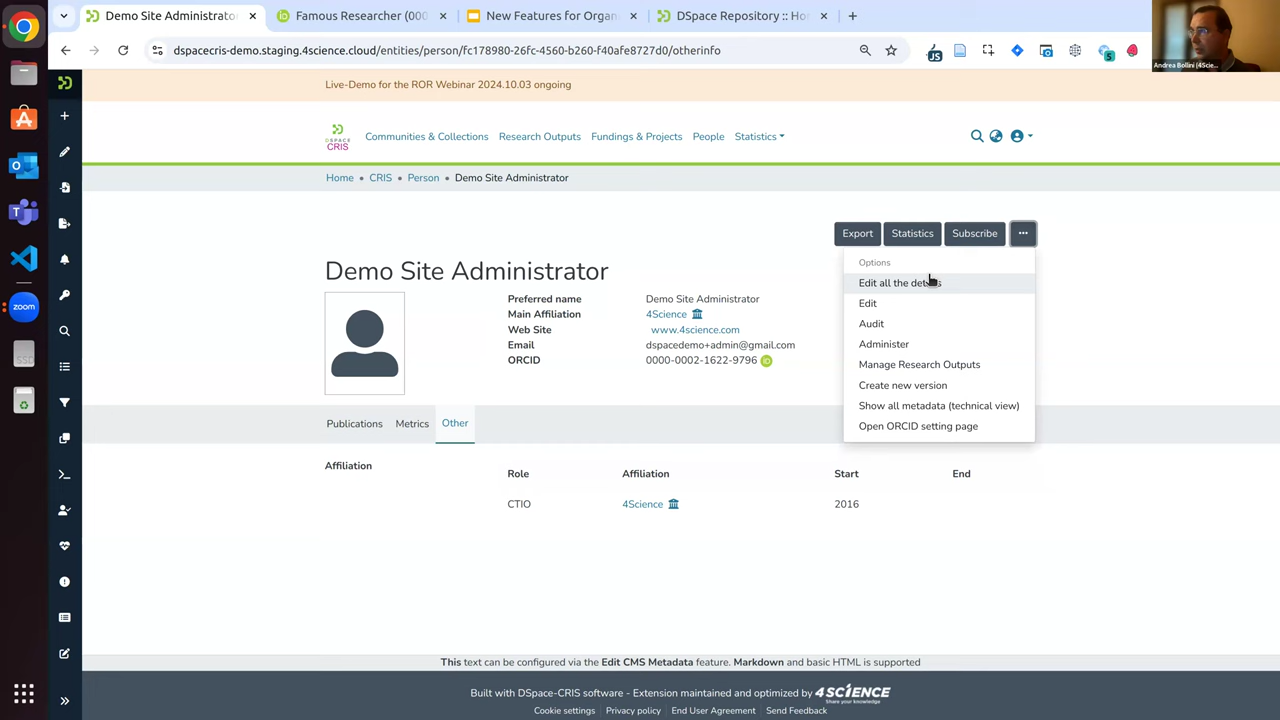 Demo Site Administrator
Famous Researcher (000
New Features for Organ
DSpace Repository :: Ho
dspacecris-demo.staging.4science.cloud/entities/person/fc178980-26fc-4560-b260-f40afe8727d0/otherinfo
JS
5
Andrea Bollini (4Scie...
Live-Demo for the ROR Webinar 2024.10.03 ongoing
DSPACE
CRIS
Communities & Collections
Research Outputs
Fundings & Projects
People
Statistics
Home • CRIS • Person • Demo Site Administrator
Export
Statistics
Subscribe
...
Options
Edit all the det
Edit
Audit
Administer
Manage Research Outputs
Create new version
Show all metadata (technical view)
Open ORCID setting page
Demo Site Administrator
Preferred name Demo Site Administrator
Main Affiliation 4Science
Web Site www.4science.com
Email dspacedemo+admin@gmail.com
ORCID 0000-0002-1622-9796 iD
Publications
Metrics
Other
Affiliation
Role Affiliation Start End
CTIO 4Science 2016
zoom
SSD
This text can be configured via the Edit CMS Metadata feature. Markdown and basic HTML is supported
Built with DSpace-CRIS software - Extension maintained and optimized by 4SCIENCE
Share your knowledge
Cookie settings Privacy policy End User Agreement Send Feedback